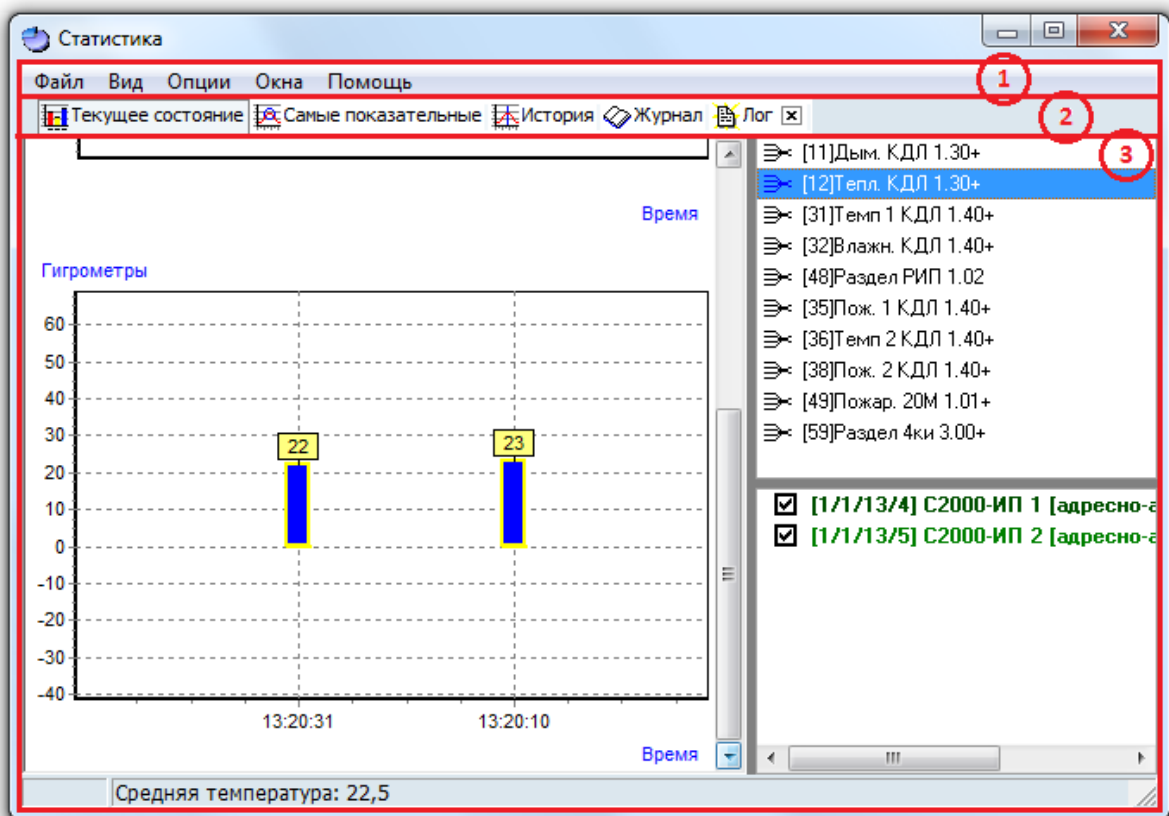 Статистика
Файл Вид Опции Окна Помощь
1
Текущее состояние Самые показательные История Журнал Лог
2
3
Время
Гигрометры
60
50
40
30
20
10
0
-10
-20
-30
-40
22
23
13:20:31 13:20:10
Время
[11]Дым. КДЛ 1.30+
[12]Тепл. КДЛ 1.30+
[31]Темп 1 КДЛ 1.40+
[32]Влажн. КДЛ 1.40+
[48]Раздел РИП 1.02
[35]Пож. 1 КДЛ 1.40+
[36]Темп 2 КДЛ 1.40+
[38]Пож. 2 КДЛ 1.40+
[49]Пожар. 20М 1.01+
[59]Раздел 4ки 3.00+
[1/1/13/4] С2000-ИП 1 [адресно-а
[1/1/13/5] С2000-ИП 2 [адресно-а
Средняя температура: 22,5